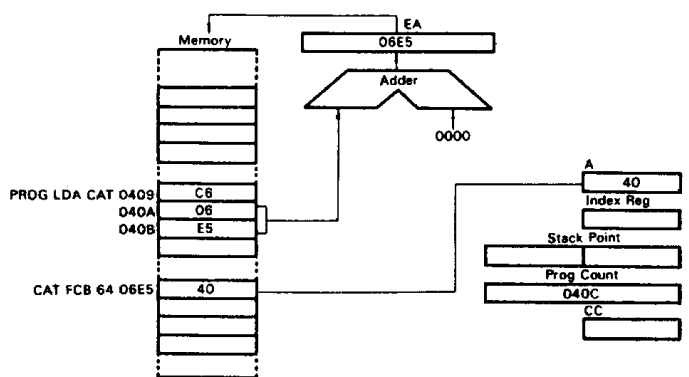 EA
Memory
06E5
Adder
0000
A
PROG LDA CAT 0409 C6
40
040A 06
Index Reg
040B E5
Stack Point
Prog Count
CAT FCB 64 06E5 40
040C
CC